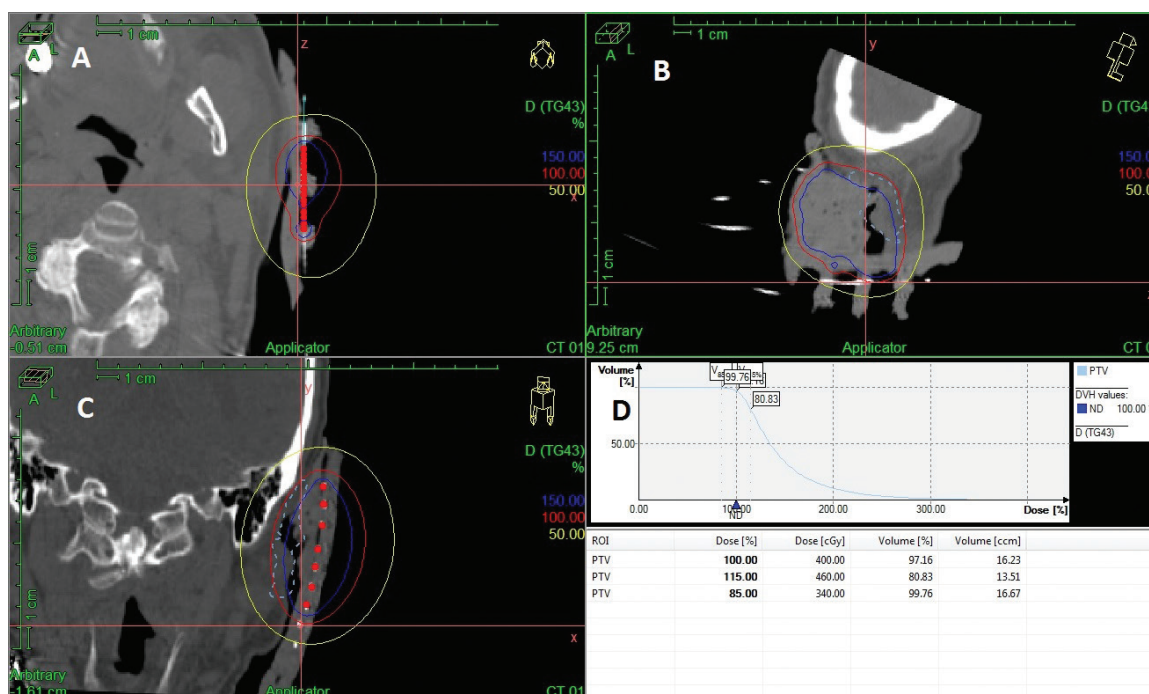 1 cm
A L
A
z
D (TG43)
%
150.00
100.00
50.00
x
1 cm
Arbitrary
-0.51 cm
Applicator
CT 01
1 cm
A L
B
y
D (TG43)
%
150.00
100.00
50.00
1 cm
Arbitrary
9.25 cm
Applicator
CT 0
1 cm
A L
C
y
D (TG43)
%
150.00
100.00
50.00
x
1 cm
Arbitrary
-1.61 cm
Applicator
CT 01
Volume
[%]
D
99.76
80.83
50.00
0.00
200.00
300.00
Dose [%]
ND
PTV
DVH values:
ND 100.00
D (TG43)
ROI Dose [%] Dose [cGy] Volume [%] Volume [ccm]
PTV 100.00 400.00 97.16 16.23
PTV 115.00 460.00 80.83 13.51
PTV 85.00 340.00 99.76 16.67